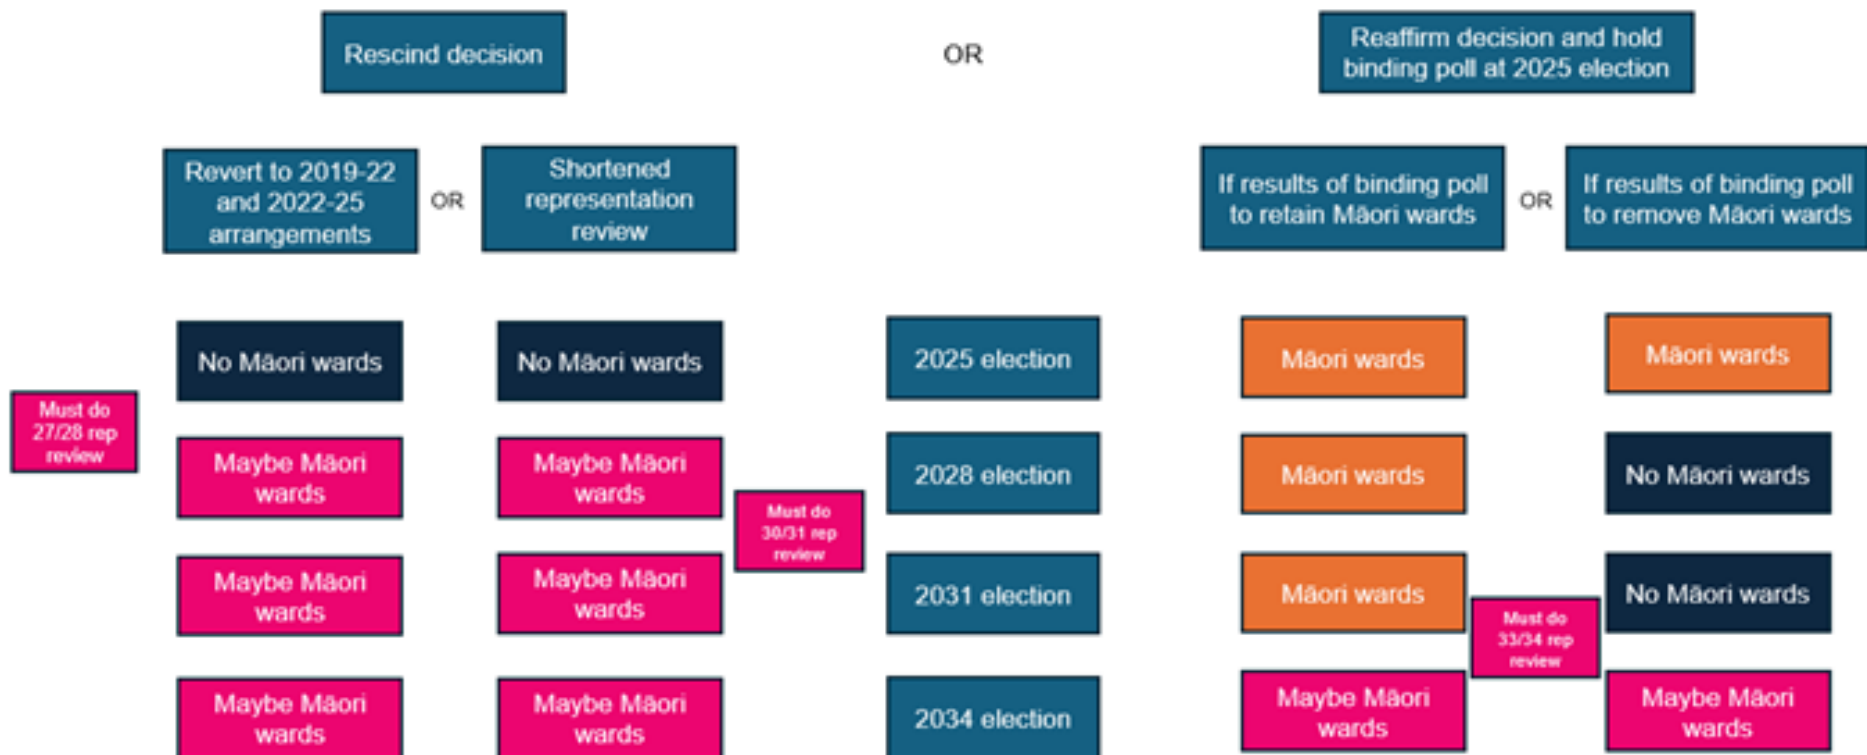 Rescind decision
OR
Reaffirm decision and hold
binding poll at 2025 election
Revert to 2019-22
and 2022-25
arrangements
OR
Shortened
representation
review
If results of binding poll
to retain Māori wards
OR
If results of binding poll
to remove Māori wards
No Māori wards
No Māori wards
2025 election
Māori wards
Māori wards
Must do
27/28 rep
review
Maybe Māori
wards
Maybe Māori
wards
2028 election
Māori wards
No Māori wards
Must do
30/31 rep
review
Maybe Māori
wards
Maybe Māori
wards
2031 election
Māori wards
No Māori wards
Must do
33/34 rep
review
Maybe Māori
wards
Maybe Māori
wards
2034 election
Maybe Māori
wards
Maybe Māori
wards